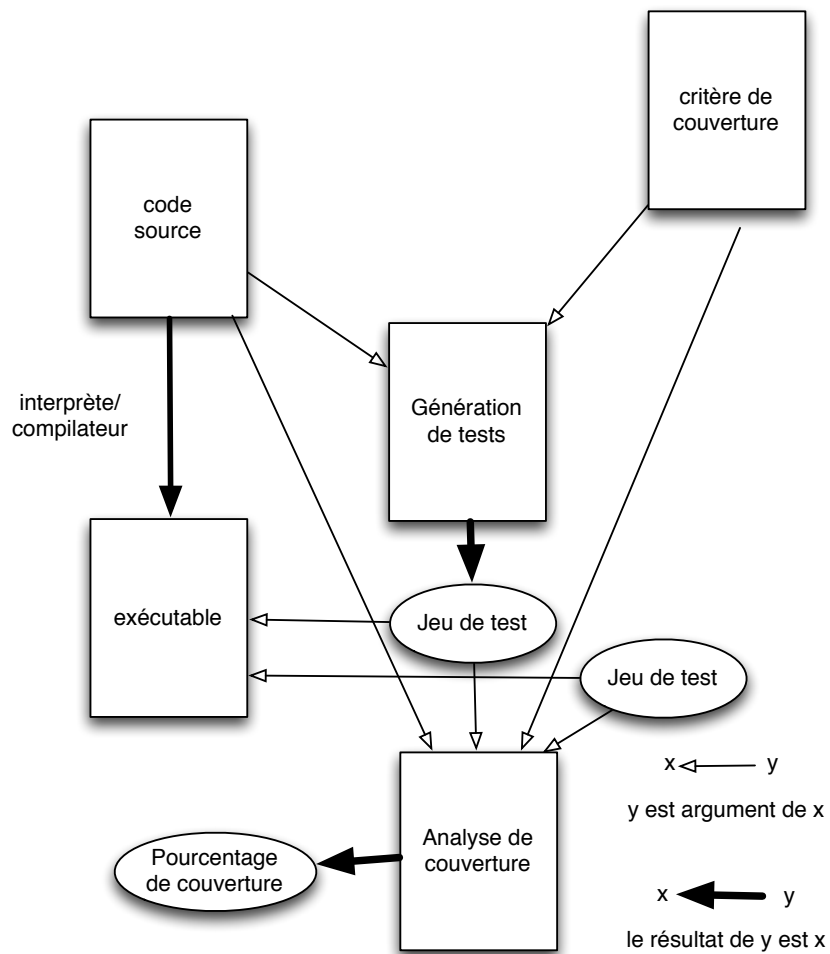 critère de
couverture
code
source
interprète/
compilateur
Génération
de tests
exécutable
Jeu de test
Jeu de test
x y
y est argument de x
Analyse de
couverture
Pourcentage
de couverture
x y
le résultat de y est x